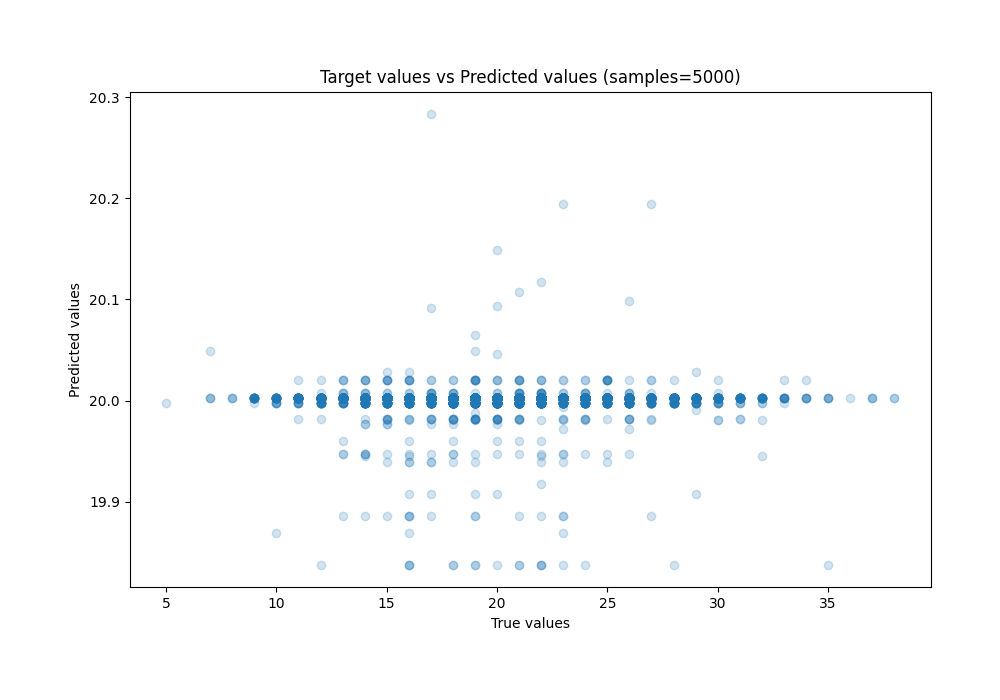 Target values vs Predicted values (samples=5000)
20.3
20.2
20.1
20.0
19.9
Predicted values
5 10 15 20 25 30 35
True values